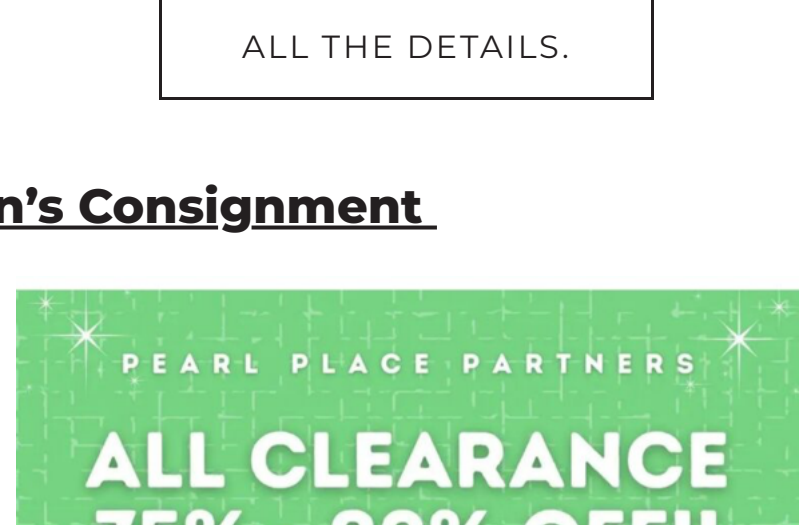 ALL THE DETAILS.
n’s Consignment
PEARL PLACE PARTNERS
ALL CLEARANCE